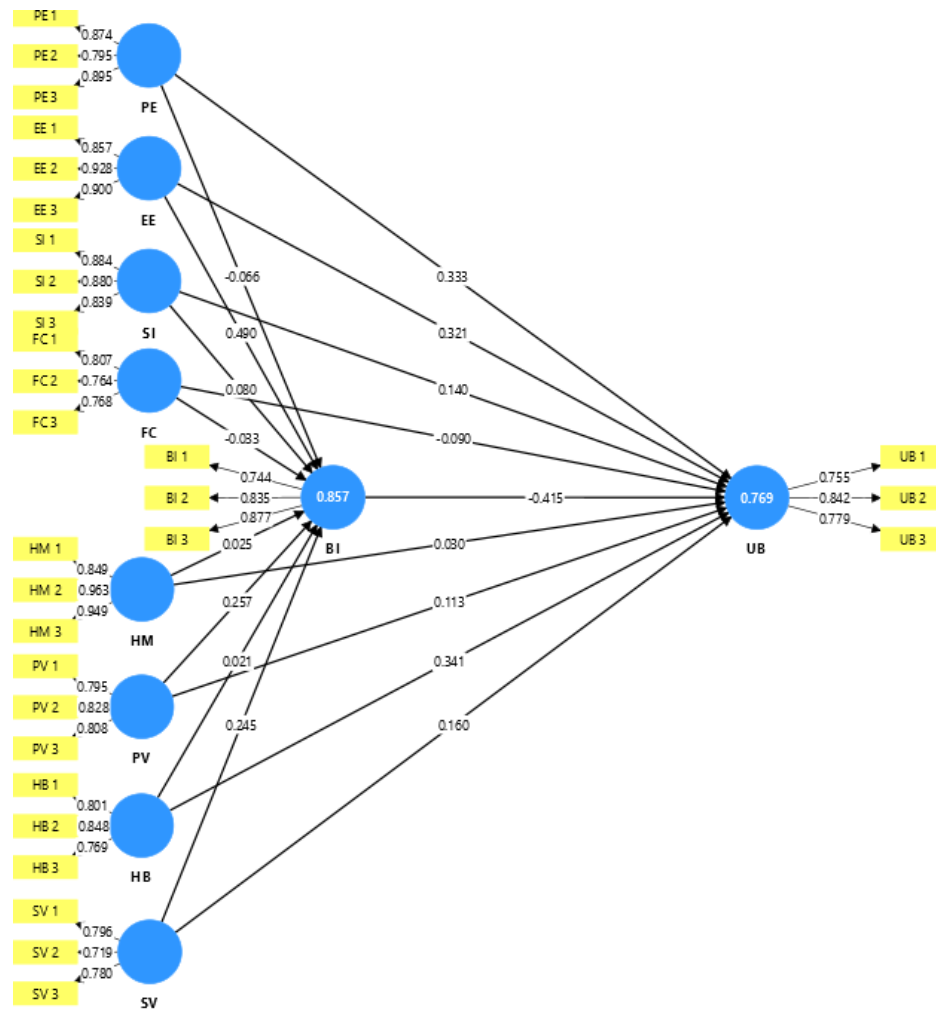 PE 1
0.874
PE 2
0.795
0.895
PE 3
PE
EE 1
0.857
EE 2
0.928
0.900
EE 3
EE
SI 1
0.884
SI 2
0.880
0.839
SI 3
SI
FC 1
0.807
FC 2
0.764
0.768
FC 3
FC
-0.066
0.333
0.490
0.321
0.080
0.140
-0.033
-0.090
BI 1
0.744
BI 2
0.835
0.877
BI 3
0.857
BI
-0.415
0.769
UB
0.755
UB 1
0.842
UB 2
0.779
UB 3
HM 1
0.849
HM 2
0.963
0.949
HM 3
HM
0.025
0.030
0.257
0.113
PV 1
0.795
PV 2
0.828
0.808
PV 3
PV
0.021
0.341
0.245
0.160
HB 1
0.801
HB 2
0.848
0.769
HB 3
HB
SV 1
0.796
SV 2
0.719
0.780
SV 3
SV